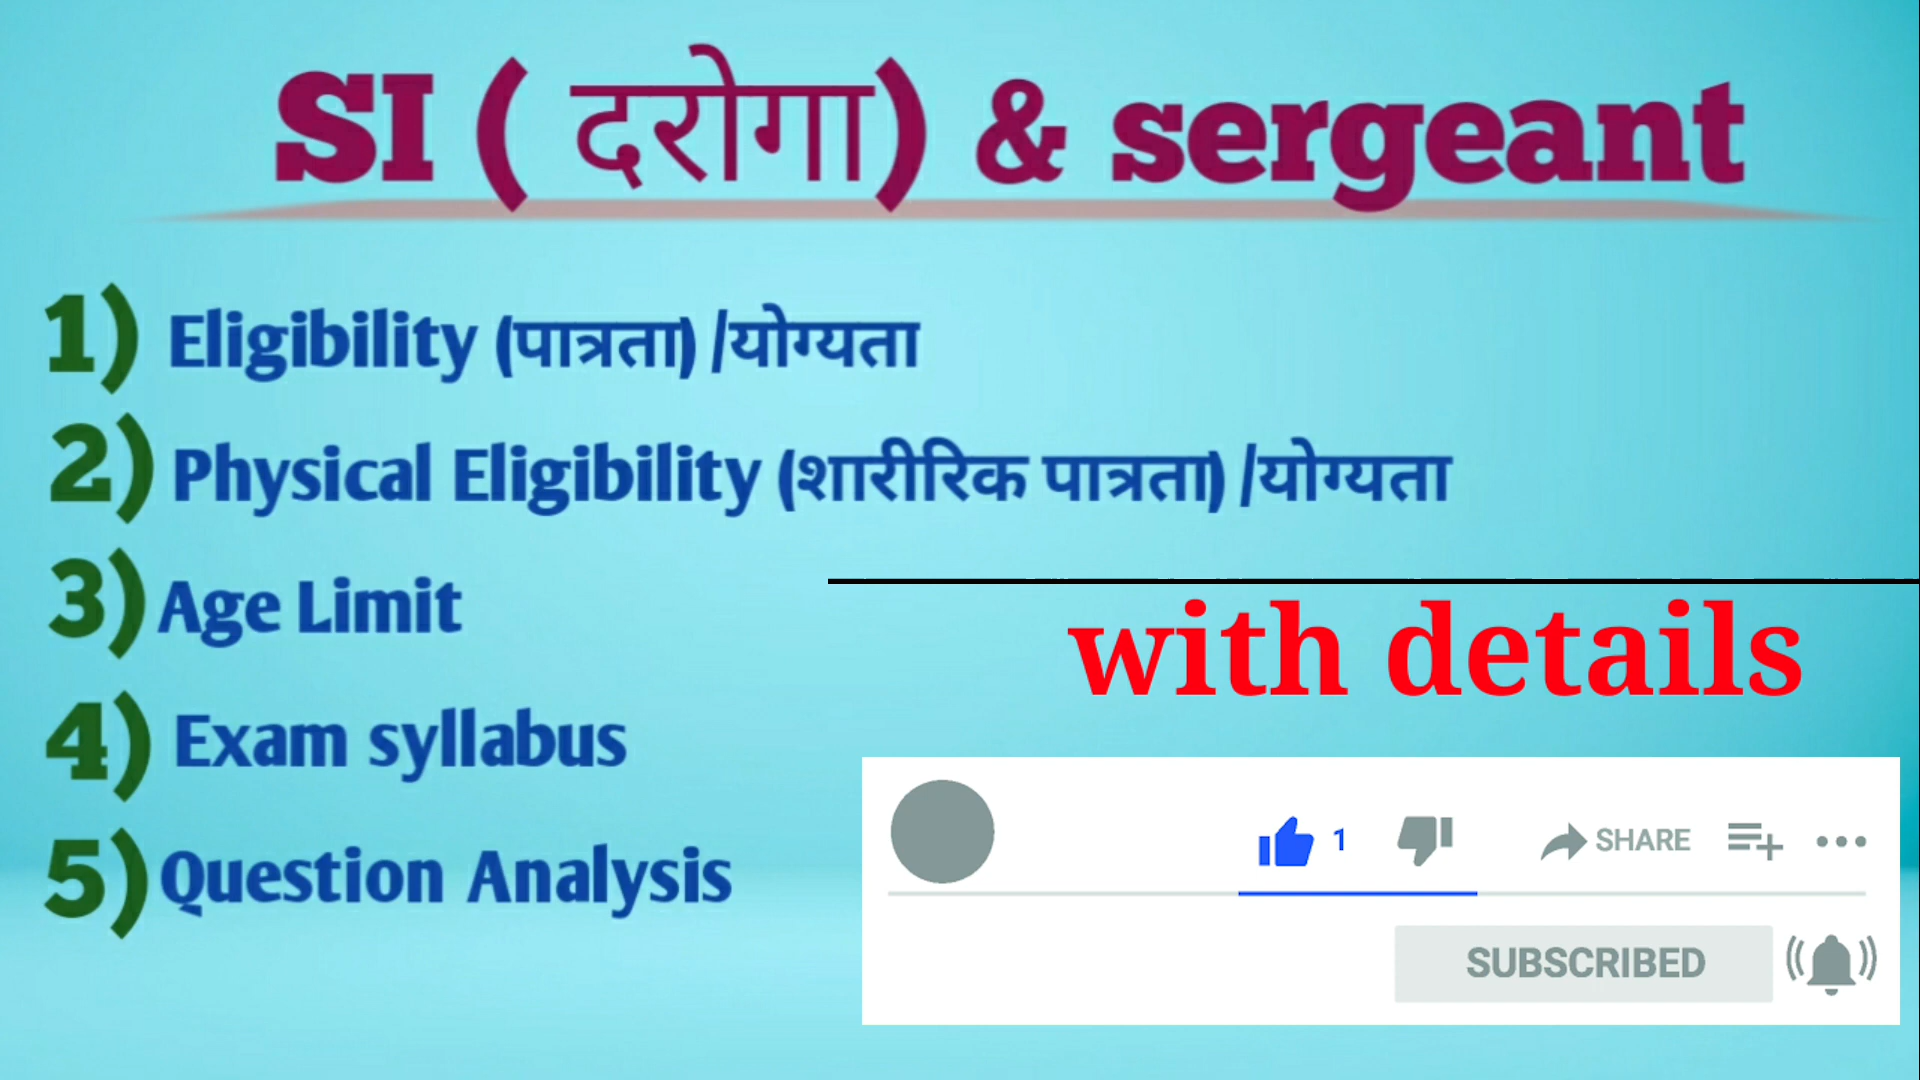 SI ( दरोगा) & sergeant
1) Eligibility (पात्रता) /योग्यता
2) Physical Eligibility (शारीरिक पात्रता) /योग्यता
3) Age Limit
with details
4) Exam syllabus
1 SHARE
5) Question Analysis
SUBSCRIBED